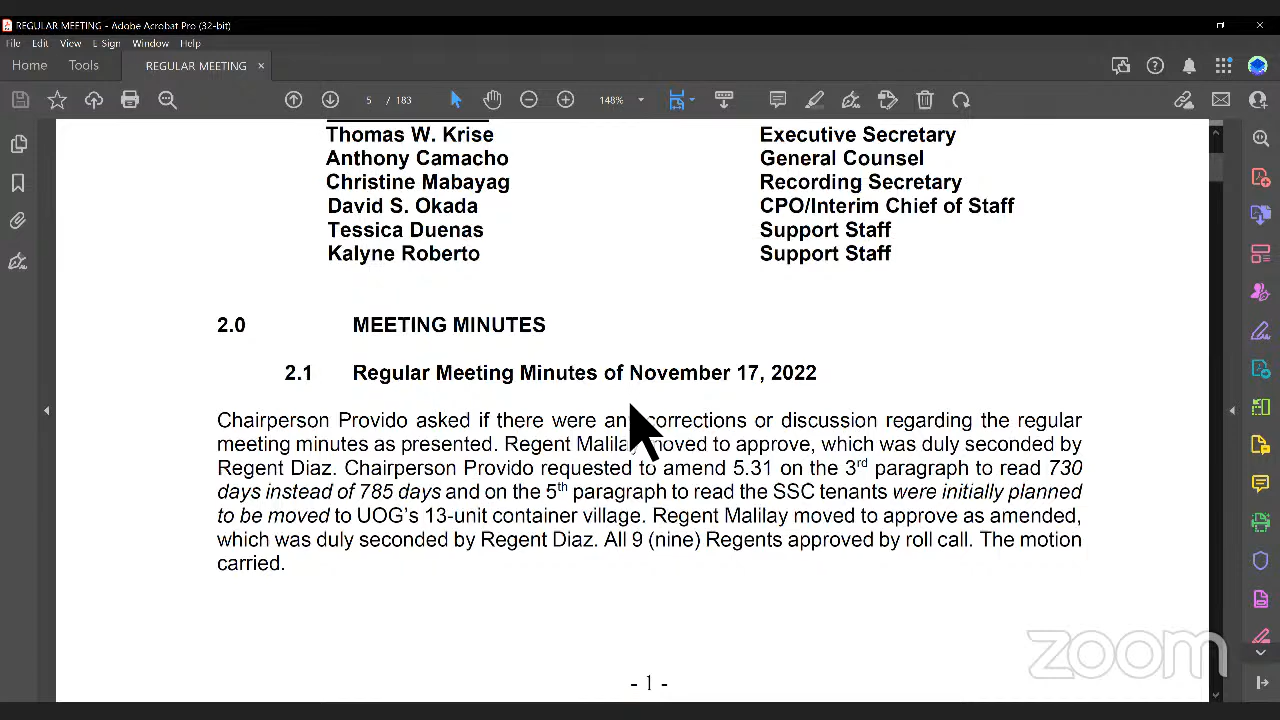 REGULAR MEETING - Adobe Acrobat Pro (32-bit)
File Edit View E-Sign Window Help
Home Tools REGULAR MEETING ×
5 / 183 148%
Thomas W. Krise Executive Secretary
Anthony Camacho General Counsel
Christine Mabayag Recording Secretary
David S. Okada CPO/Interim Chief of Staff
Tessica Duenas Support Staff
Kalyne Roberto Support Staff
2.0 MEETING MINUTES
2.1 Regular Meeting Minutes of November 17, 2022
Chairperson Provido asked if there were any corrections or discussion regarding the regular
meeting minutes as presented. Regent Malilay moved to approve, which was duly seconded by
Regent Diaz. Chairperson Provido requested to amend 5.31 on the 3rd paragraph to read 730
days instead of 785 days and on the 5th paragraph to read the SSC tenants were initially planned
to be moved to UOG's 13-unit container village. Regent Malilay moved to approve as amended,
which was duly seconded by Regent Diaz. All 9 (nine) Regents approved by roll call. The motion
carried.
zoom
- 1 -